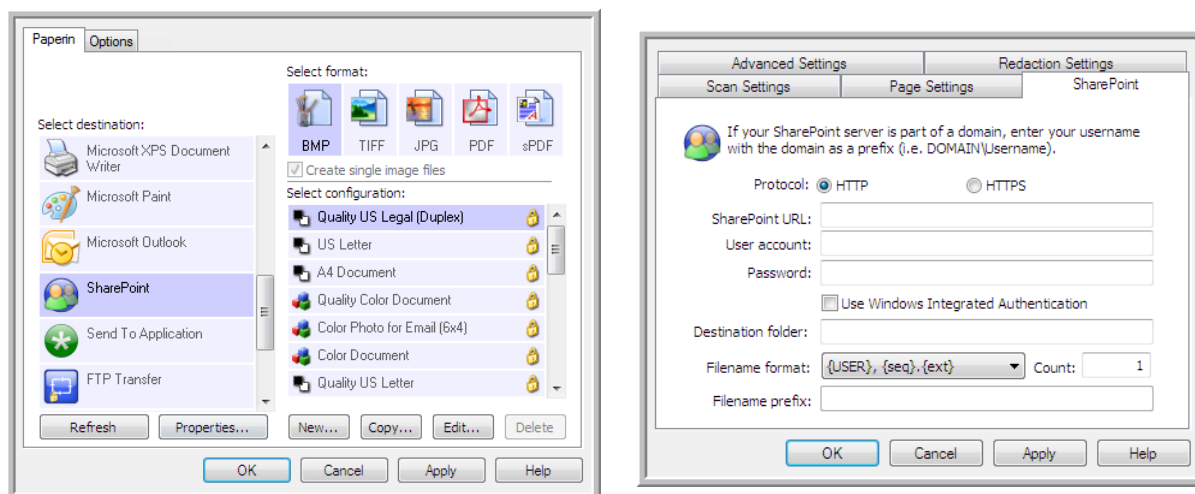 Paperin
Options
Select format:
BMP
TIFF
JPG
PDF
sPDF
Create single image files
Select destination:
Microsoft XPS Document
Writer
Microsoft Paint
Microsoft Outlook
SharePoint
Send To Application
FTP Transfer
Select configuration:
Quality US Legal (Duplex)
US Letter
A4 Document
Quality Color Document
Color Photo for Email (6x4)
Color Document
Quality US Letter
Refresh
Properties...
New...
Copy...
Edit...
Delete
OK
Cancel
Apply
Help
Advanced Settings
Redaction Settings
Scan Settings
Page Settings
SharePoint
If your SharePoint server is part of a domain, enter your username
with the domain as a prefix (i.e. DOMAIN\Username).
Protocol:
HTTP
HTTPS
SharePoint URL:
User account:
Password:
Use Windows Integrated Authentication
Destination folder:
Filename format:
{USER}, {seq}.{ext}
Count:
1
Filename prefix:
OK
Cancel
Apply
Help